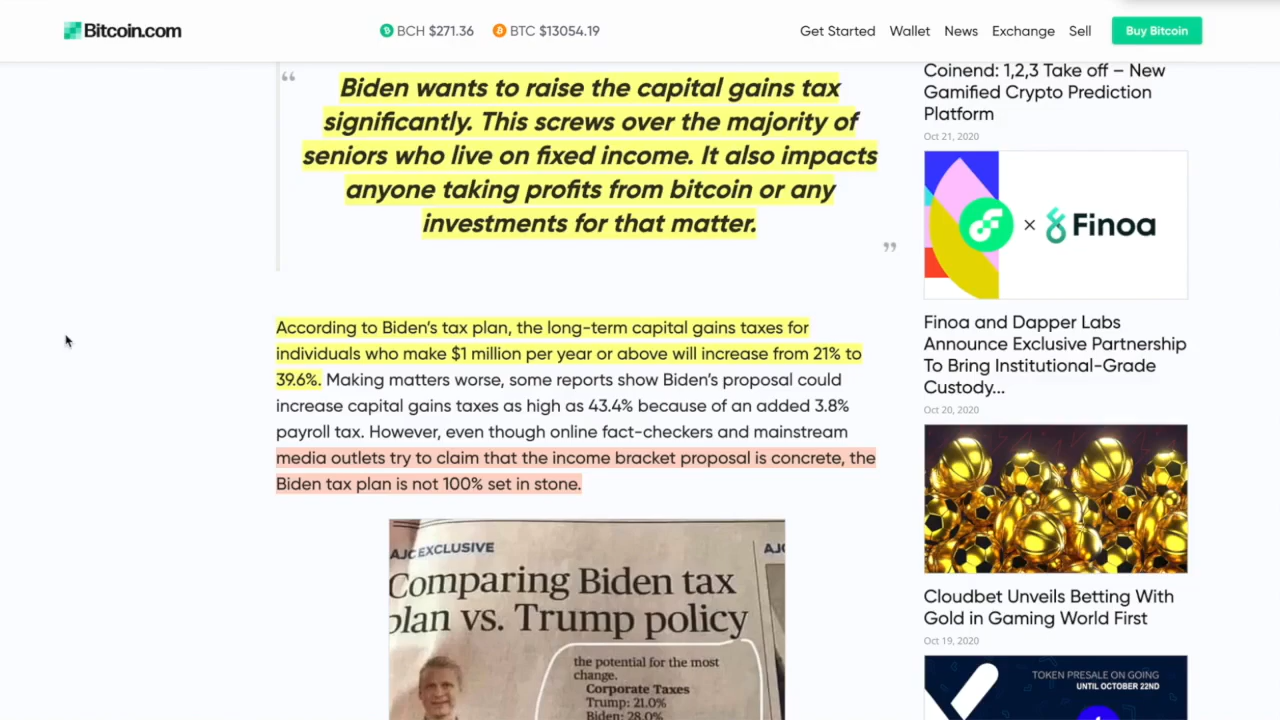 Bitcoin.com
BCH $271.36
BTC $13054.19
Get Started Wallet News Exchange Sell
Buy Bitcoin
“
Biden wants to raise the capital gains tax
significantly. This screws over the majority of
seniors who live on fixed income. It also impacts
anyone taking profits from bitcoin or any
investments for that matter.
”
According to Biden’s tax plan, the long-term capital gains taxes for
individuals who make $1 million per year or above will increase from 21% to
39.6%. Making matters worse, some reports show Biden’s proposal could
increase capital gains taxes as high as 43.4% because of an added 3.8%
payroll tax. However, even though online fact-checkers and mainstream
media outlets try to claim that the income bracket proposal is concrete, the
Biden tax plan is not 100% set in stone.
AJC EXCLUSIVE
AJC
Comparing Biden tax
plan vs. Trump policy
the potential for the most
change.
Corporate Taxes
Trump: 21.0%
Biden: 28.0%
Coinend: 1,2,3 Take off – New
Gamified Crypto Prediction
Platform
Oct 21, 2020
× Finoa
Finoa and Dapper Labs
Announce Exclusive Partnership
To Bring Institutional-Grade
Custody...
Oct 20, 2020
Cloudbet Unveils Betting With
Gold in Gaming World First
Oct 19, 2020
TOKEN PRESALE ON GOING
UNTIL OCTOBER 22ND